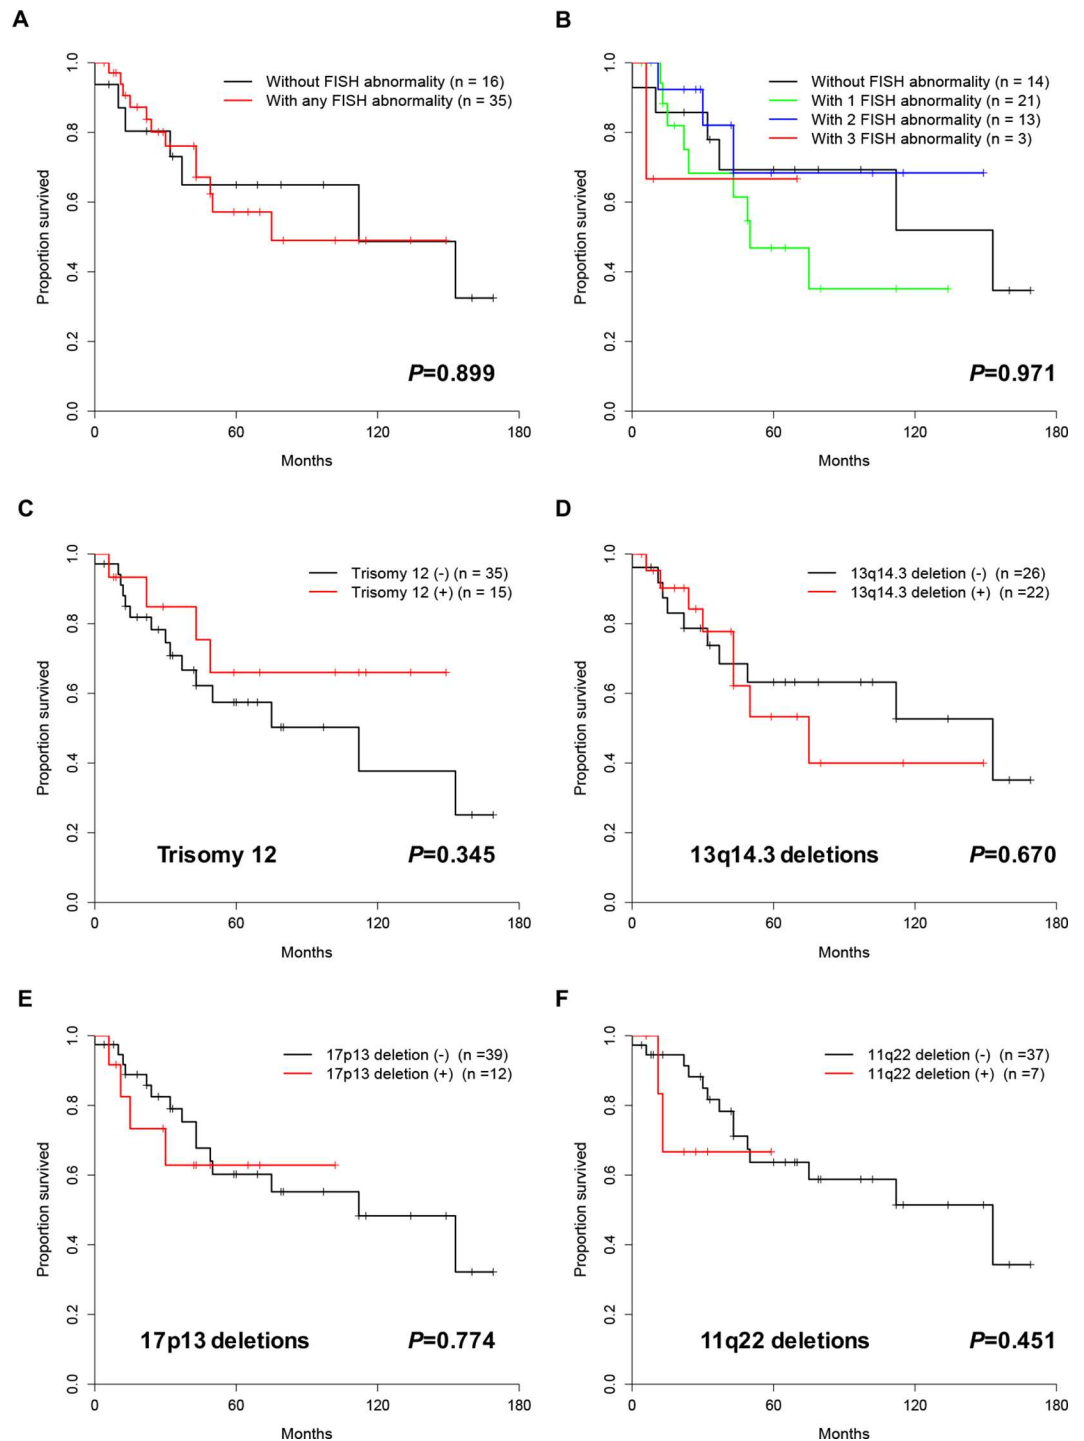 A
Without FISH abnormality (n = 16)
With any FISH abnormality (n = 35)
Proportion survived
0.0 0.2 0.4 0.6 0.8 1.0
P=0.899
0 60 120 180
Months
B
Without FISH abnormality (n = 14)
With 1 FISH abnormality (n = 21)
With 2 FISH abnormality (n = 13)
With 3 FISH abnormality (n = 3)
Proportion survived
0.0 0.2 0.4 0.6 0.8 1.0
P=0.971
0 60 120 180
Months
C
Trisomy 12 (-) (n = 35)
Trisomy 12 (+) (n = 15)
Proportion survived
0.0 0.2 0.4 0.6 0.8 1.0
Trisomy 12 P=0.345
0 60 120 180
Months
D
13q14.3 deletion (-) (n =26)
13q14.3 deletion (+) (n =22)
Proportion survived
0.0 0.2 0.4 0.6 0.8 1.0
13q14.3 deletions P=0.670
0 60 120 180
Months
E
17p13 deletion (-) (n =39)
17p13 deletion (+) (n =12)
Proportion survived
0.0 0.2 0.4 0.6 0.8 1.0
17p13 deletions P=0.774
0 60 120 180
Months
F
11q22 deletion (-) (n =37)
11q22 deletion (+) (n =7)
Proportion survived
0.0 0.2 0.4 0.6 0.8 1.0
11q22 deletions P=0.451
0 60 120 180
Months